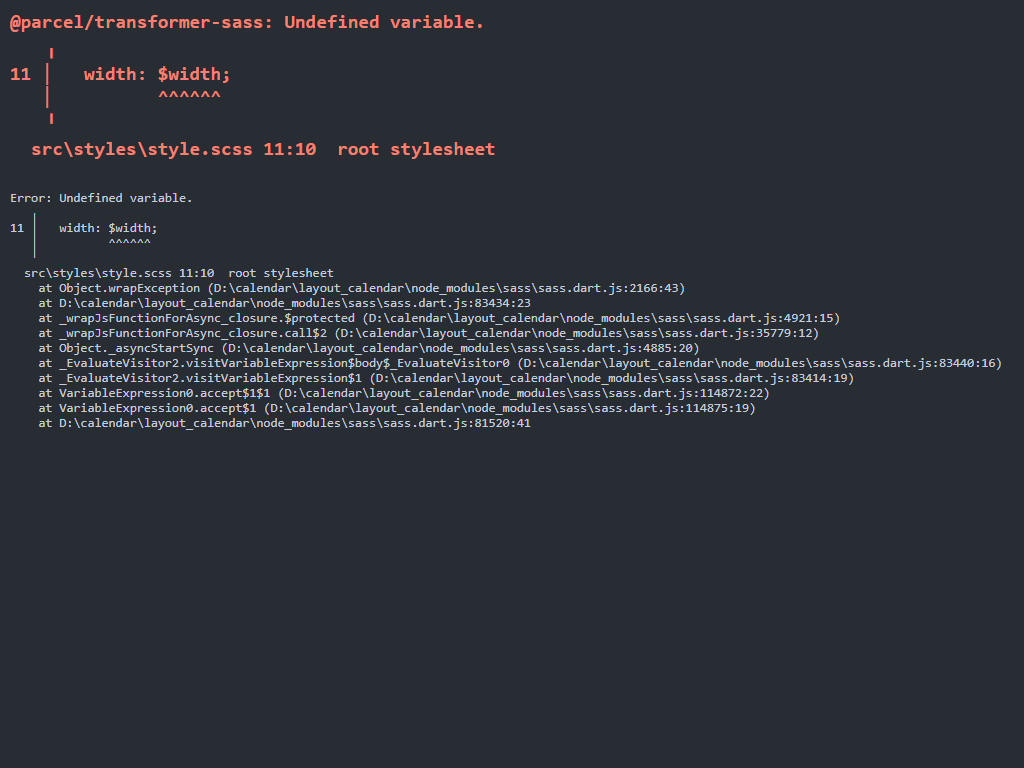 @parcel/transformer-sass: Undefined variable.
╷
11 │   width: $width;
│          ^^^^^^
╵
src\styles\style.scss 11:10  root stylesheet
Error: Undefined variable.
11 │   width: $width;
│          ^^^^^^
src\styles\style.scss 11:10  root stylesheet
at Object.wrapException (D:\calendar\layout_calendar\node_modules\sass\sass.dart.js:2166:43)
at D:\calendar\layout_calendar\node_modules\sass\sass.dart.js:83434:23
at _wrapJsFunctionForAsync_closure.$protected (D:\calendar\layout_calendar\node_modules\sass\sass.dart.js:4921:15)
at _wrapJsFunctionForAsync_closure.call$2 (D:\calendar\layout_calendar\node_modules\sass\sass.dart.js:35779:12)
at Object._asyncStartSync (D:\calendar\layout_calendar\node_modules\sass\sass.dart.js:4885:20)
at _EvaluateVisitor2.visitVariableExpression$body$_EvaluateVisitor0 (D:\calendar\layout_calendar\node_modules\sass\sass.dart.js:83440:16)
at _EvaluateVisitor2.visitVariableExpression$1 (D:\calendar\layout_calendar\node_modules\sass\sass.dart.js:83414:19)
at VariableExpression0.accept$1$1 (D:\calendar\layout_calendar\node_modules\sass\sass.dart.js:114872:22)
at VariableExpression0.accept$1 (D:\calendar\layout_calendar\node_modules\sass\sass.dart.js:114875:19)
at D:\calendar\layout_calendar\node_modules\sass\sass.dart.js:81520:41